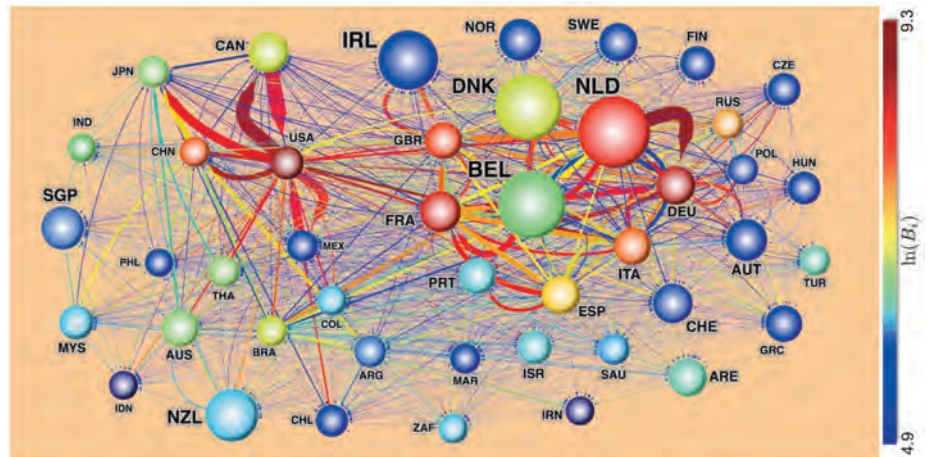 IRL
NOR
SWE
FIN
CAN
JPN
DNK
NLD
CZE
RUS
IND
CHN
USA
GBR
POL
HUN
BEL
DEU
SGP
FRA
MEX
ITA
AUT
PHL
THA
PRT
TUR
COL
ESP
CHE
MYS
AUS
BRA
GRC
ARG
MAR
ISR
SAU
ARE
IDN
NZL
CHL
ZAF
IRN
9.3
ln(B_i)
4.9